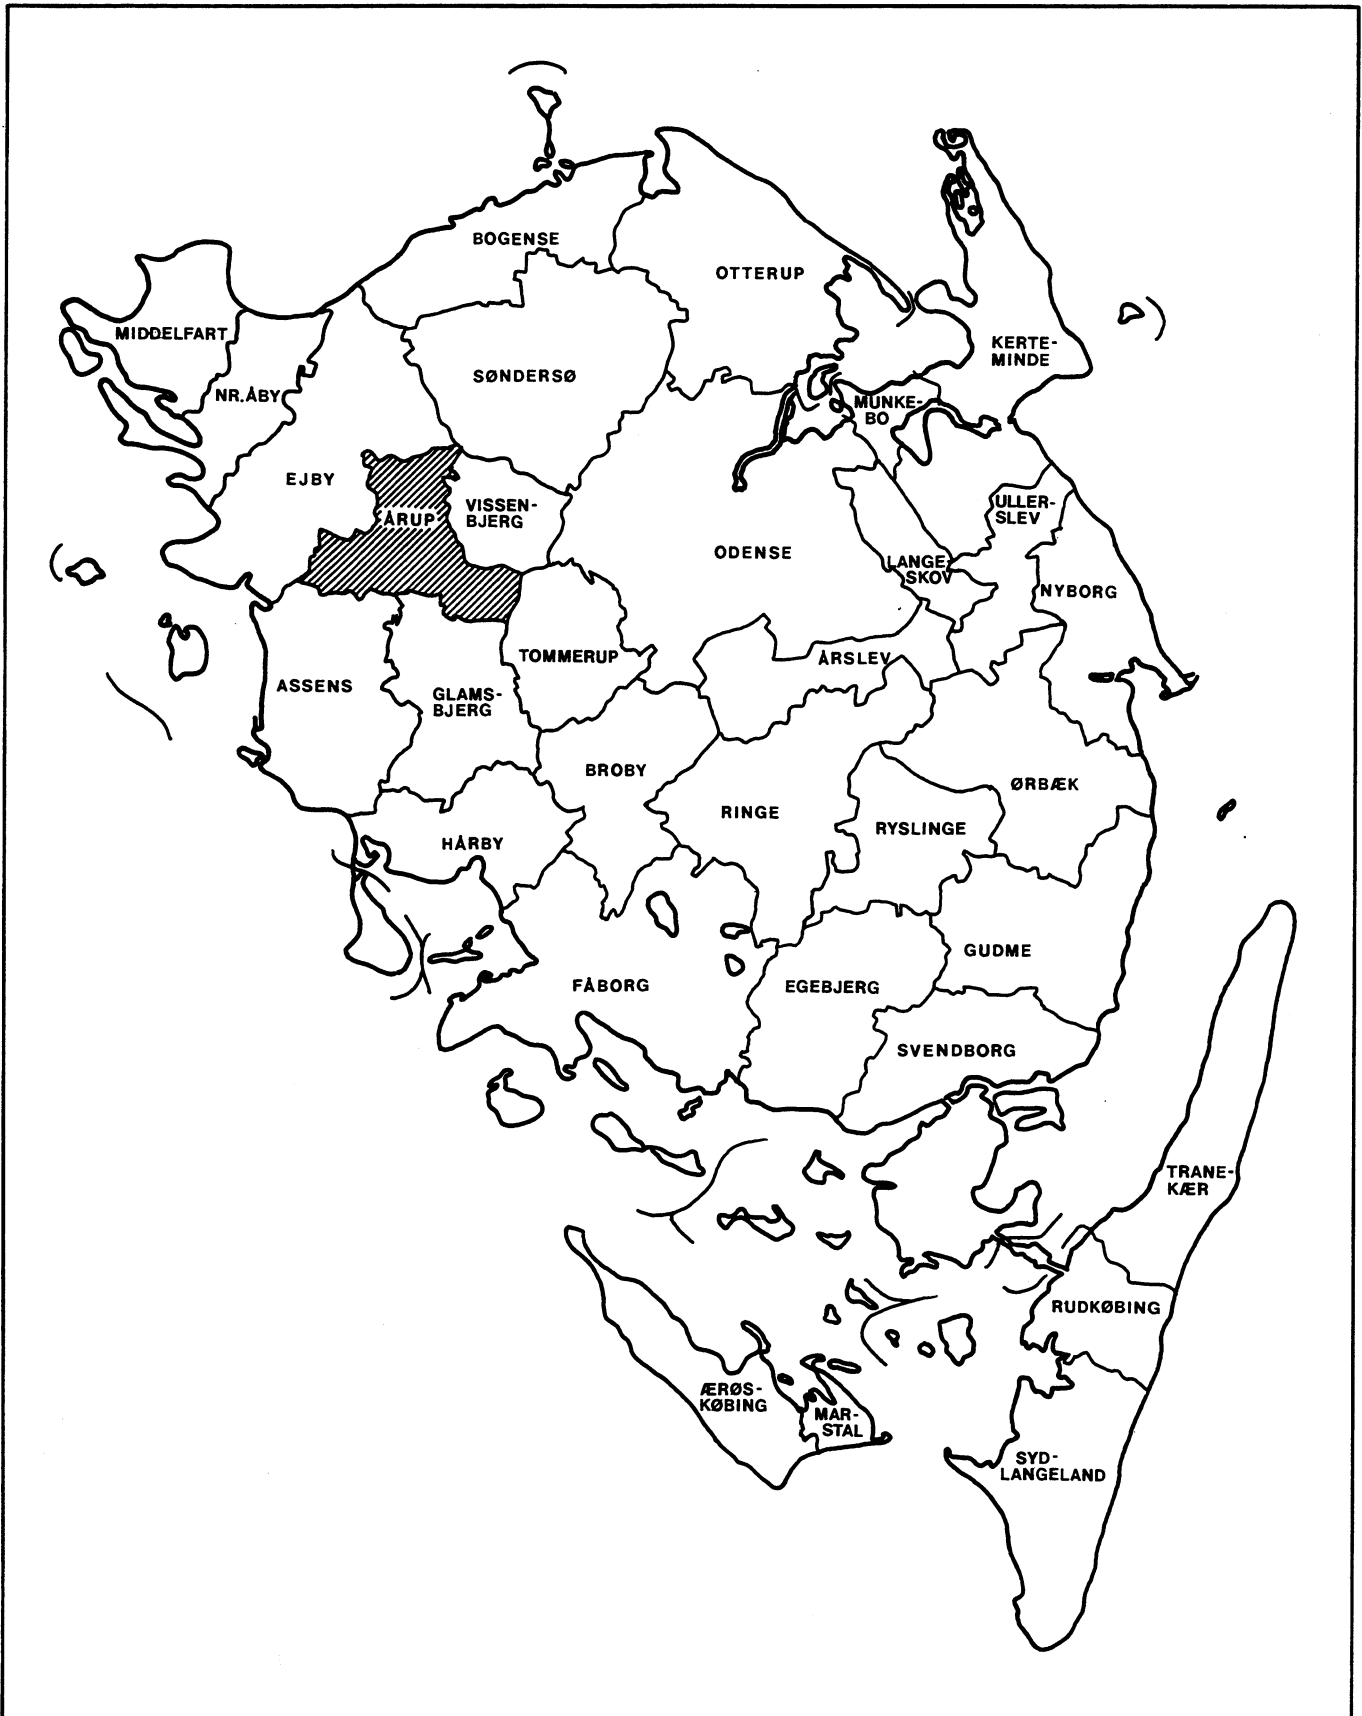 BOGENSE
OTTERUP
MIDDELFART
KERTE-
MINDE
SØNDERSØ
NR.ÅBY
MUNKE-
BO
EJBY
VISSEN-
BJERG
ÅRUP
ULLER-
SLEV
ODENSE
LANGE-
SKOV
NYBORG
TOMMERUP
ÅRSLEV
ASSENS
GLAMS-
BJERG
BROBY
ØRBÆK
RINGE
RYSLINGE
HÅRBY
GUDME
FÅBORG
EGEBJERG
SVENDBORG
TRANE-
KÆR
RUDKØBING
ÆRØS-
KØBING
MAR-
STAL
SYD-
LANGELAND